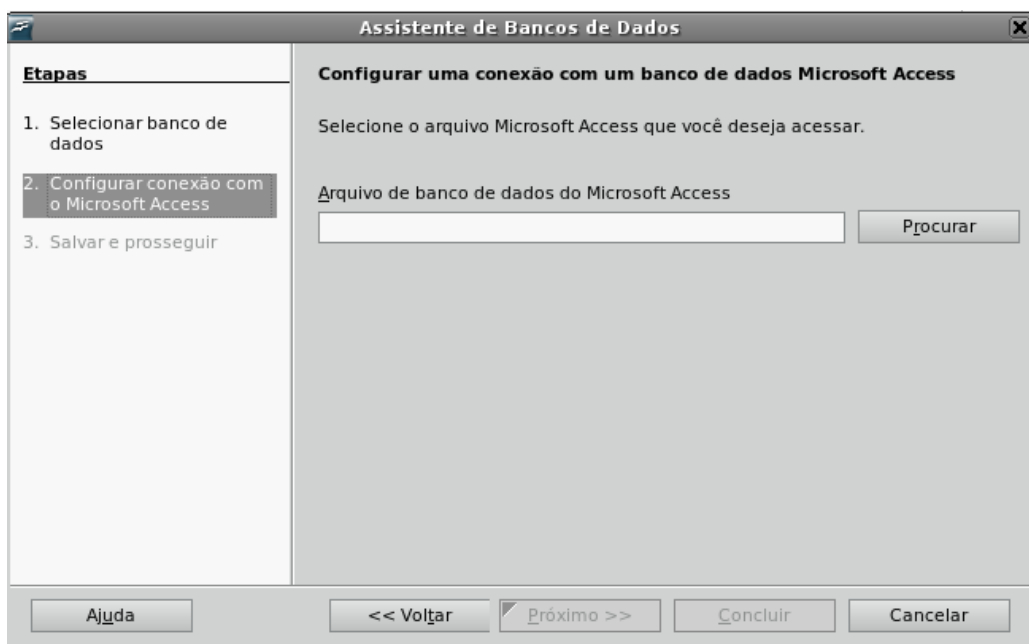 Assistente de Bancos de Dados
Etapas
1. Selecionar banco de
dados
2. Configurar conexão com
o Microsoft Access
3. Salvar e prosseguir
Configurar uma conexão com um banco de dados Microsoft Access
Selecione o arquivo Microsoft Access que você deseja acessar.
Arquivo de banco de dados do Microsoft Access
Procurar
Ajuda
<< Voltar
Próximo >>
Concluir
Cancelar